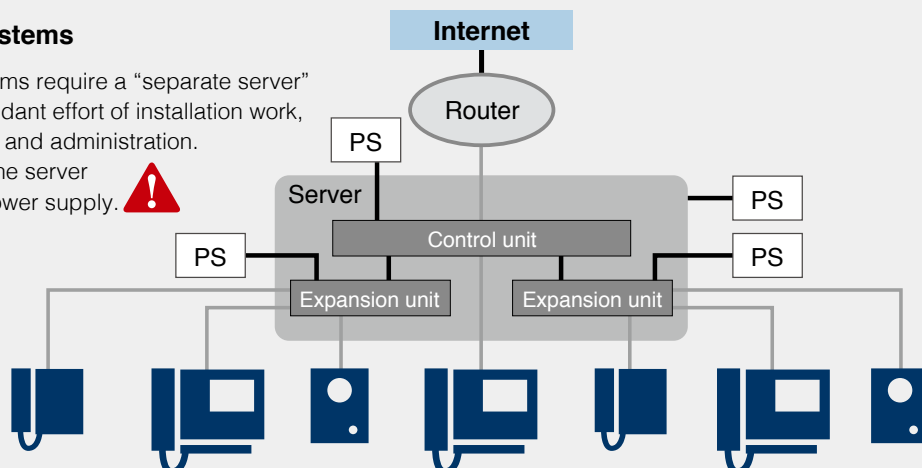 stems
ms require a “separate server”
dant effort of installation work,
and administration.
ne server
ower supply.
Internet
Router
PS
Server
PS
Control unit
PS
PS
Expansion unit
Expansion unit